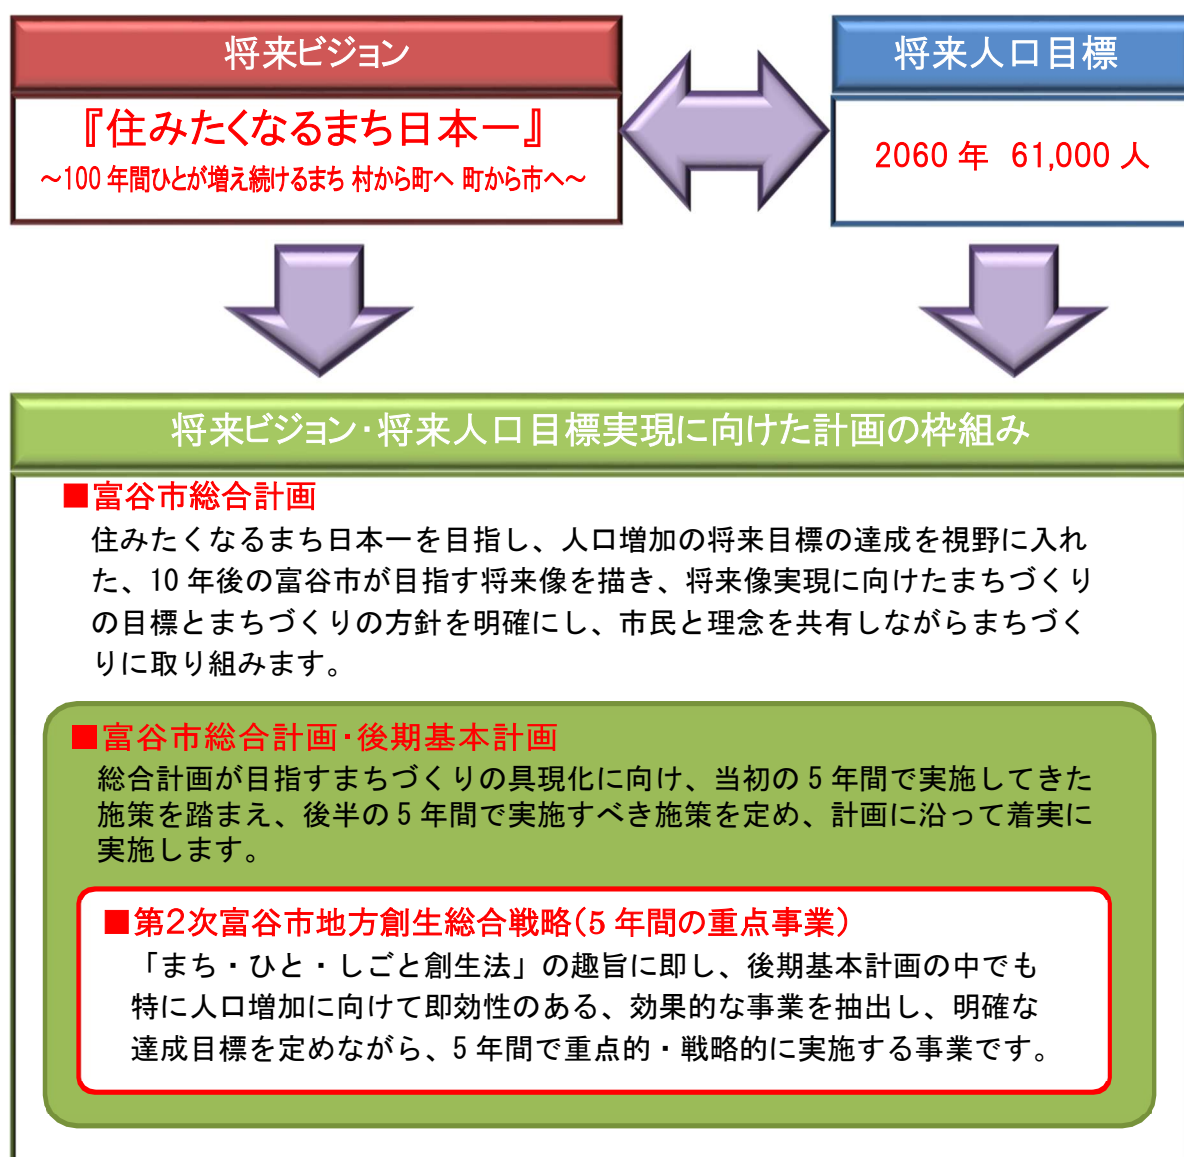 将来ビジョン
将来人口目標
『住みたくなるまち日本一』
～100年間ひとが増え続けるまち 村から町へ 町から市へ～
2060年 61,000人
将来ビジョン・将来人口目標実現に向けた計画の枠組み
■富谷市総合計画
住みたくなるまち日本一を目指し、人口増加の将来目標の達成を視野に入れ
た、10年後の富谷市が目指す将来像を描き、将来像実現に向けたまちづくり
の目標とまちづくりの方針を明確にし、市民と理念を共有しながらまちづく
りに取り組みます。
■富谷市総合計画・後期基本計画
総合計画が目指すまちづくりの具現化に向け、当初の5年間で実施してきた
施策を踏まえ、後半の5年間で実施すべき施策を定め、計画に沿って着実に
実施します。
■第2次富谷市地方創生総合戦略(5年間の重点事業)
「まち・ひと・しごと創生法」の趣旨に即し、後期基本計画の中でも
特に人口増加に向けて即効性のある、効果的な事業を抽出し、明確な
達成目標を定めながら、5年間で重点的・戦略的に実施する事業です。